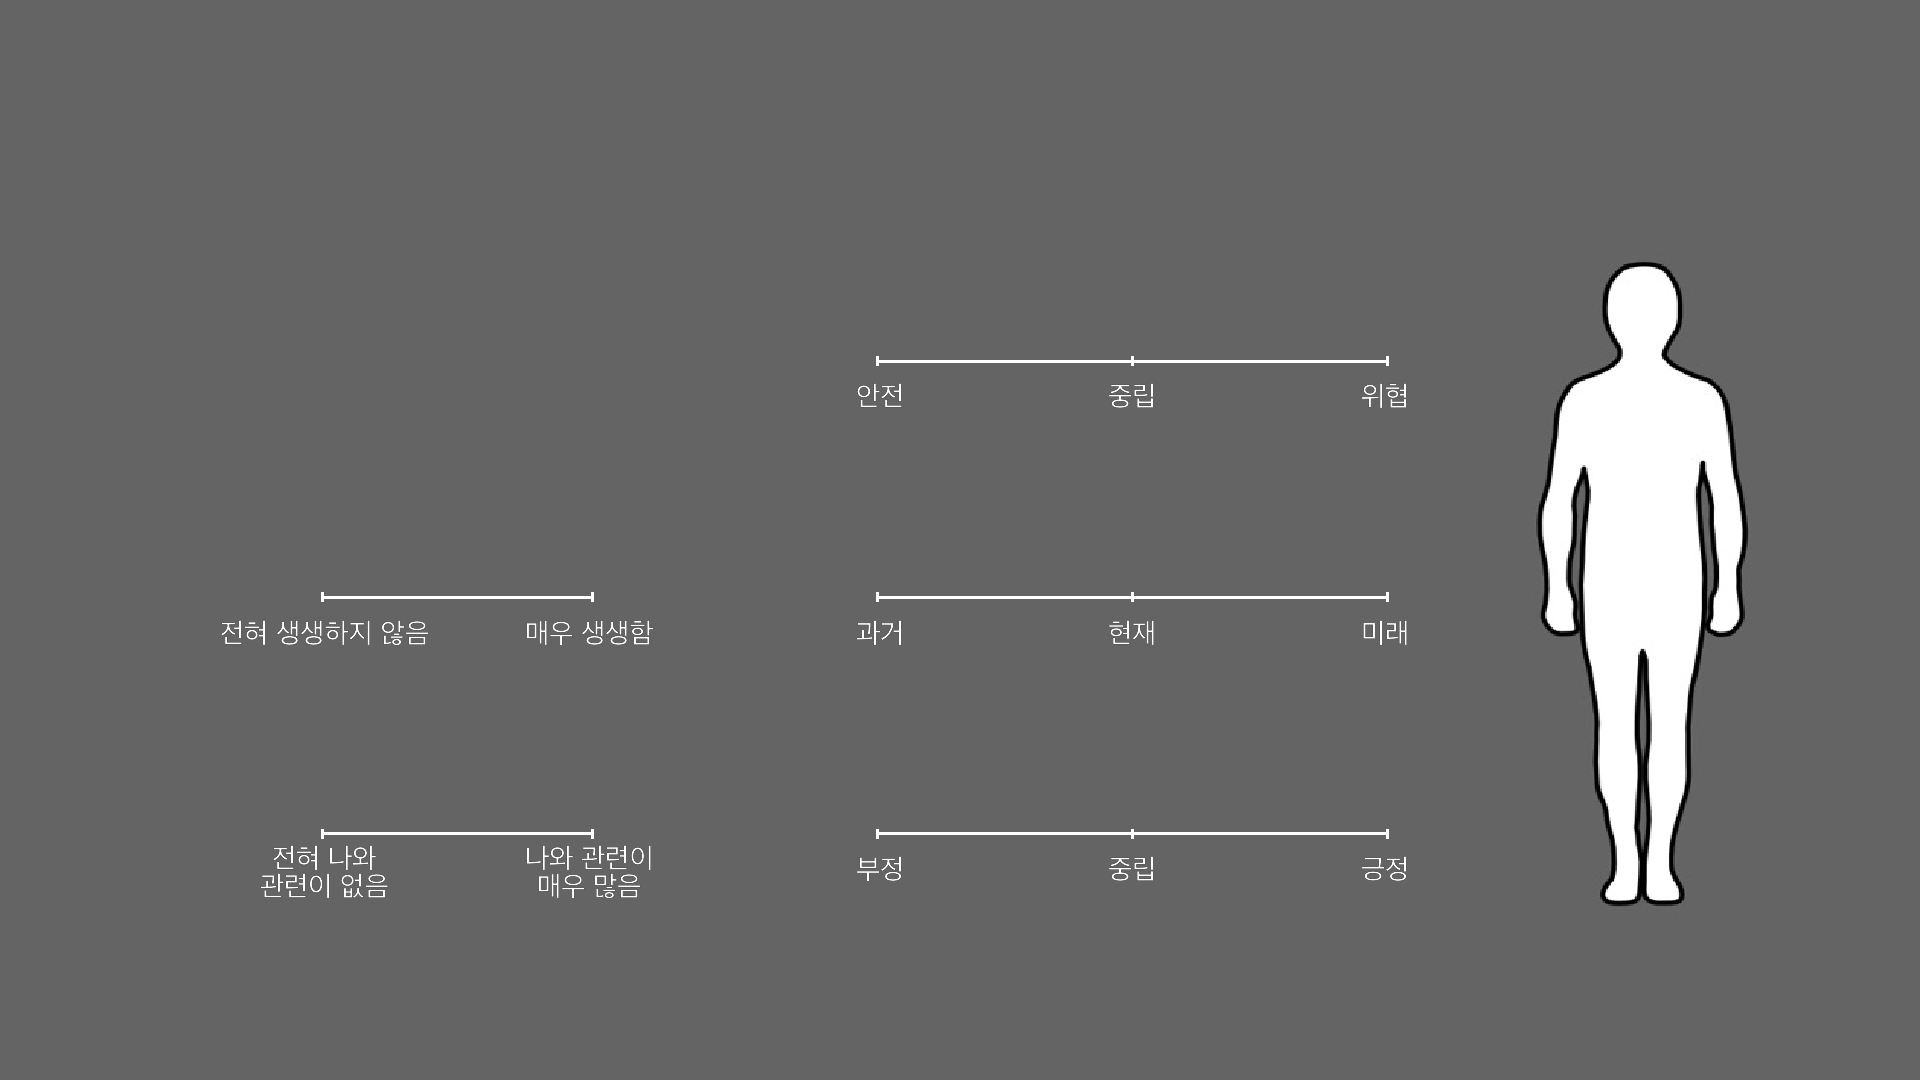 안전 중립 위협
전혀 생생하지 않음 매우 생생함 과거 현재 미래
전혀 나와 나와 관련이
관련이 없음 매우 많음
부정 중립 긍정